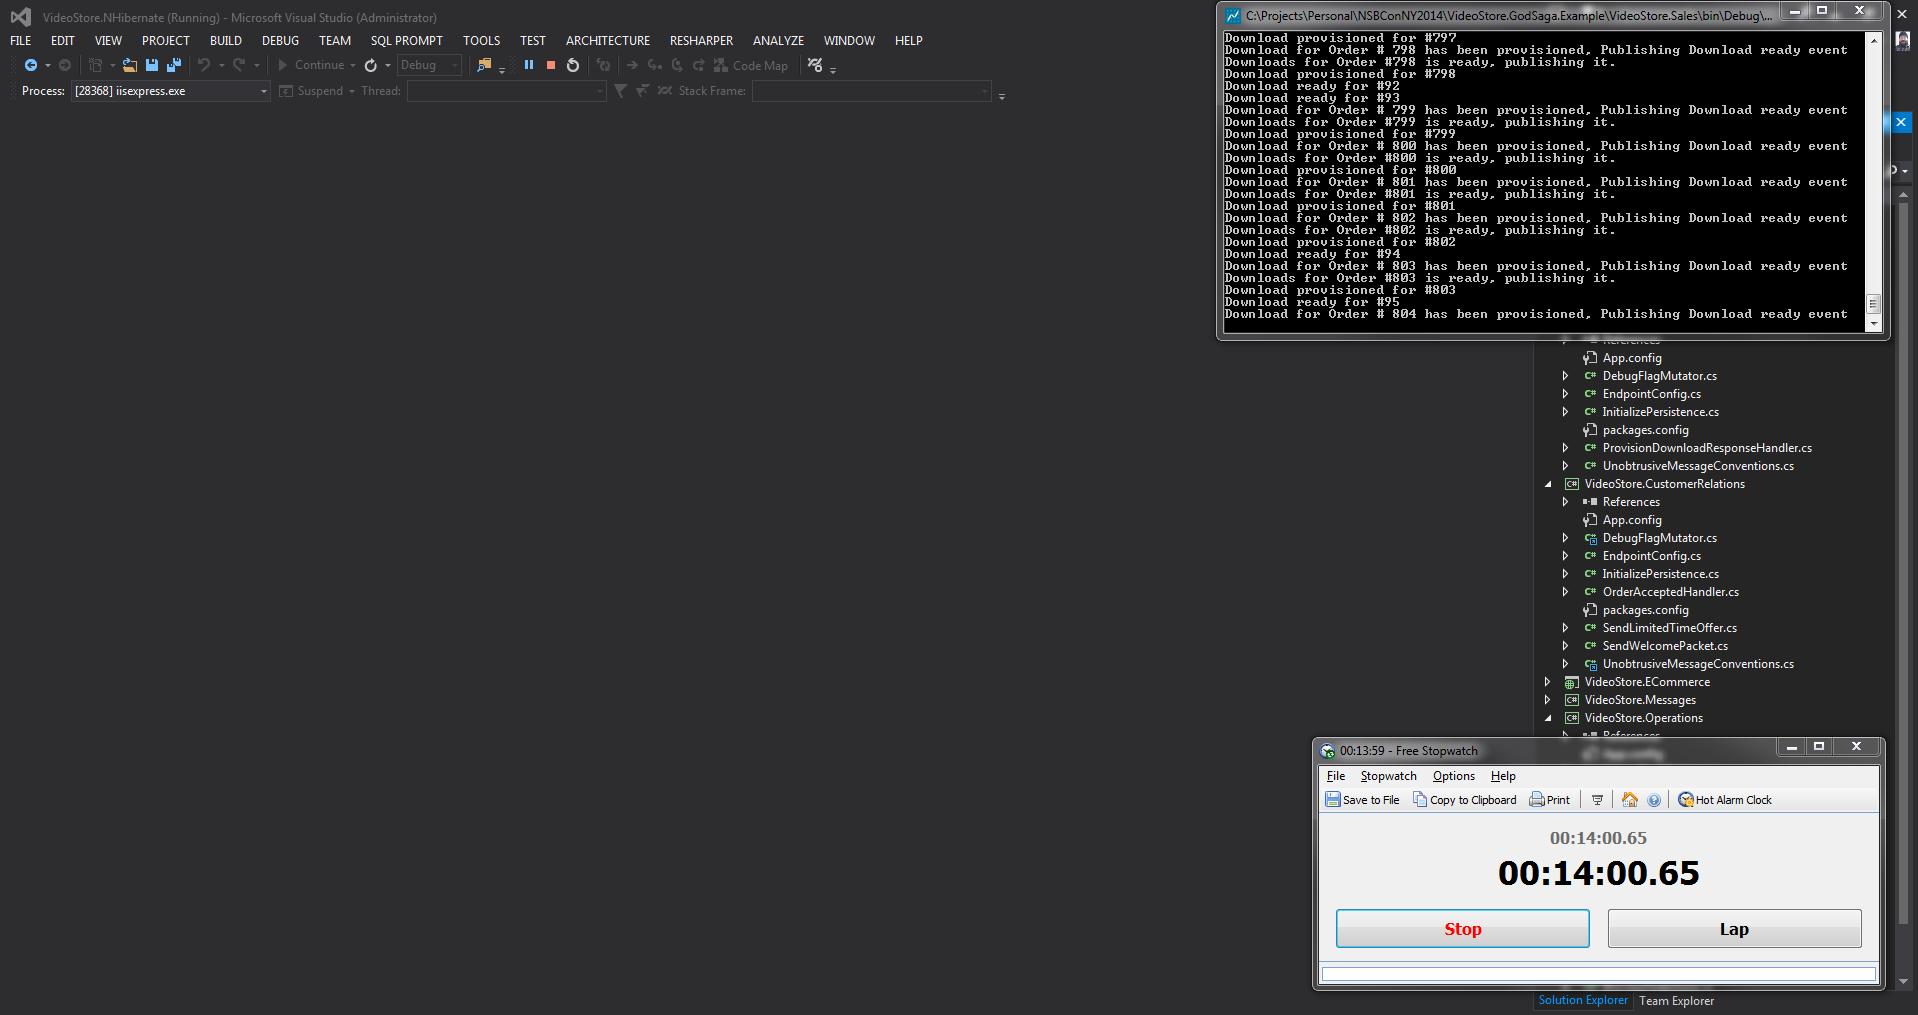 VideoStore.NHibernate (Running) - Microsoft Visual Studio (Administrator)
FILE EDIT VIEW PROJECT BUILD DEBUG TEAM SQL PROMPT TOOLS TEST ARCHITECTURE RESHARPER ANALYZE WINDOW HELP
Continue Debug Code Map
Process: [28368] iisexpress.exe Suspend Thread: Stack Frame:
C:\Projects\Personal\NSBConNY2014\VideoStore.GodSaga.Example\VideoStore.Sales\bin\Debug\...
Download provisioned for #797
Download for Order # 798 has been provisioned, Publishing Download ready event
Downloads for Order #798 is ready, publishing it.
Download provisioned for #798
Download ready for #92
Download ready for #93
Download for Order # 799 has been provisioned, Publishing Download ready event
Downloads for Order #799 is ready, publishing it.
Download provisioned for #799
Download for Order # 800 has been provisioned, Publishing Download ready event
Downloads for Order #800 is ready, publishing it.
Download provisioned for #800
Download for Order # 801 has been provisioned, Publishing Download ready event
Downloads for Order #801 is ready, publishing it.
Download provisioned for #801
Download for Order # 802 has been provisioned, Publishing Download ready event
Downloads for Order #802 is ready, publishing it.
Download provisioned for #802
Download ready for #94
Download for Order # 803 has been provisioned, Publishing Download ready event
Downloads for Order #803 is ready, publishing it.
Download provisioned for #803
Download ready for #95
Download for Order # 804 has been provisioned, Publishing Download ready event
References
App.config
DebugFlagMutator.cs
EndpointConfig.cs
InitializePersistence.cs
packages.config
ProvisionDownloadResponseHandler.cs
UnobtrusiveMessageConventions.cs
VideoStore.CustomerRelations
References
App.config
DebugFlagMutator.cs
EndpointConfig.cs
InitializePersistence.cs
OrderAcceptedHandler.cs
packages.config
SendLimitedTimeOffer.cs
SendWelcomePacket.cs
UnobtrusiveMessageConventions.cs
VideoStore.ECommerce
VideoStore.Messages
VideoStore.Operations
References
App.config
00:13:59 - Free Stopwatch
File Stopwatch Options Help
Save to File Copy to Clipboard Print Hot Alarm Clock
00:14:00.65
00:14:00.65
Stop Lap
Solution Explorer Team Explorer